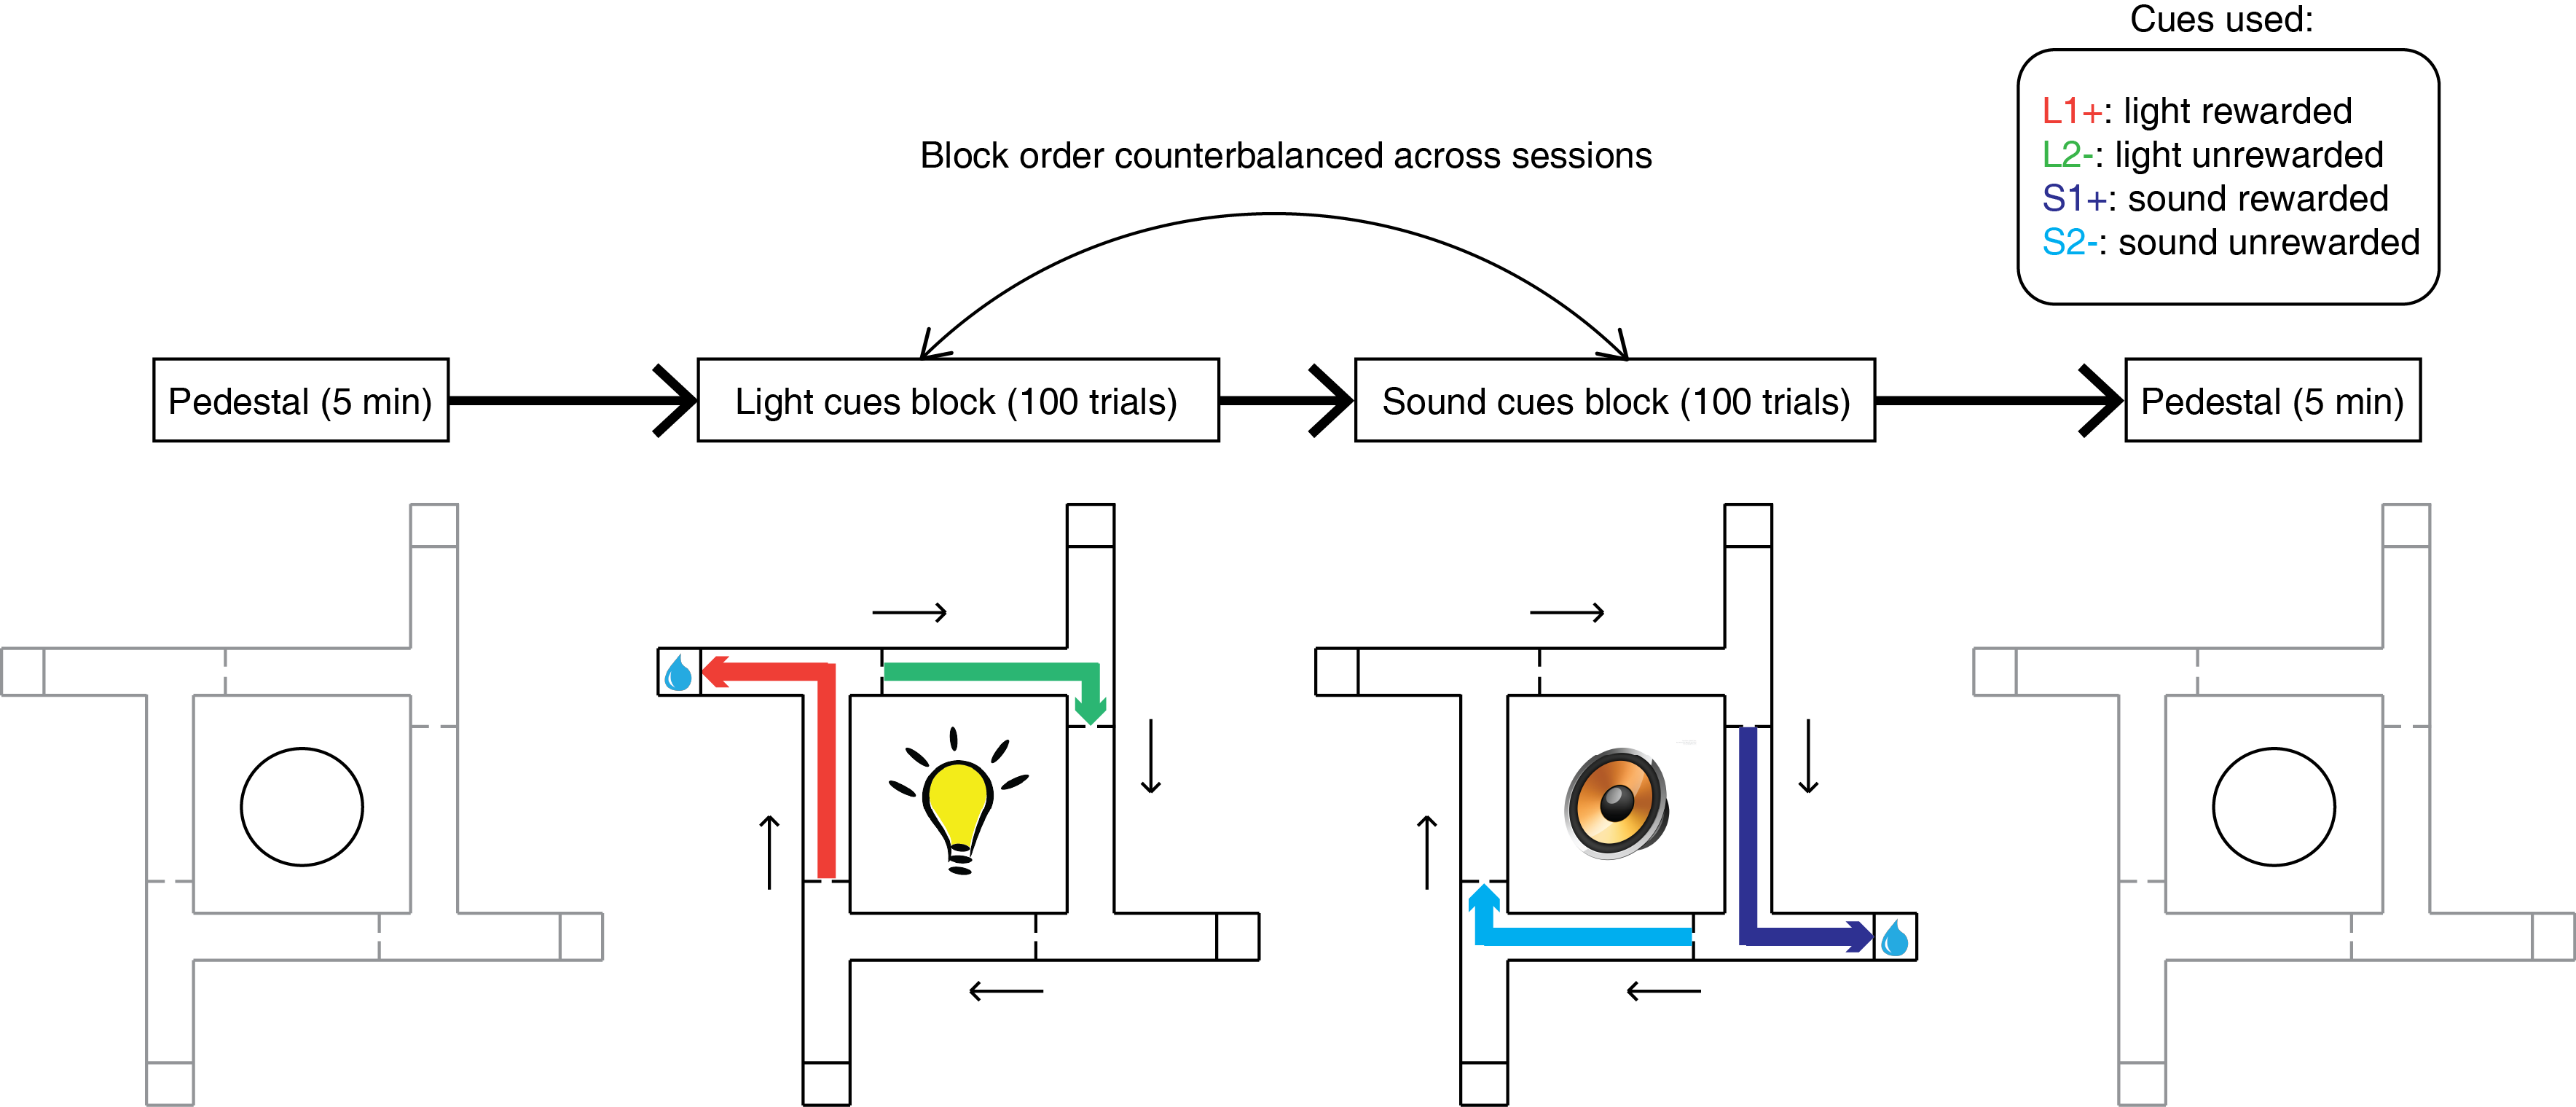 Cues used:
L1+: light rewarded
L2-: light unrewarded
S1+: sound rewarded
S2-: sound unrewarded
Block order counterbalanced across sessions
Pedestal (5 min)
Light cues block (100 trials)
Sound cues block (100 trials)
Pedestal (5 min)